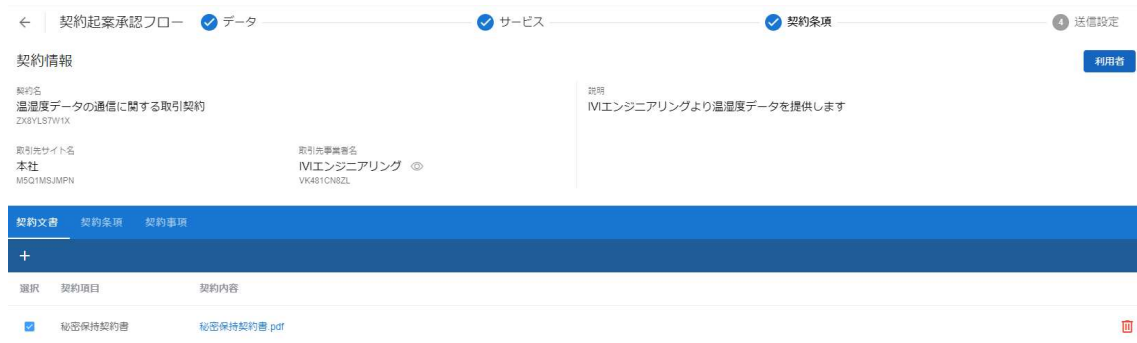 ← 契約起案承認フロー データ サービス 契約条項 4 送信設定
契約情報 利用者
契約名 説明
温湿度データの通信に関する取引契約 IVIエンジニアリングより温湿度データを提供します
ZX8YLS7W1X
取引先サイト名 取引先事業者名
本社 IVIエンジニアリング
M5Q1MSJMPN VK481CN8ZL
契約文書 契約条項 契約事項
+
選択 契約項目 契約内容
秘密保持契約書 秘密保持契約書.pdf